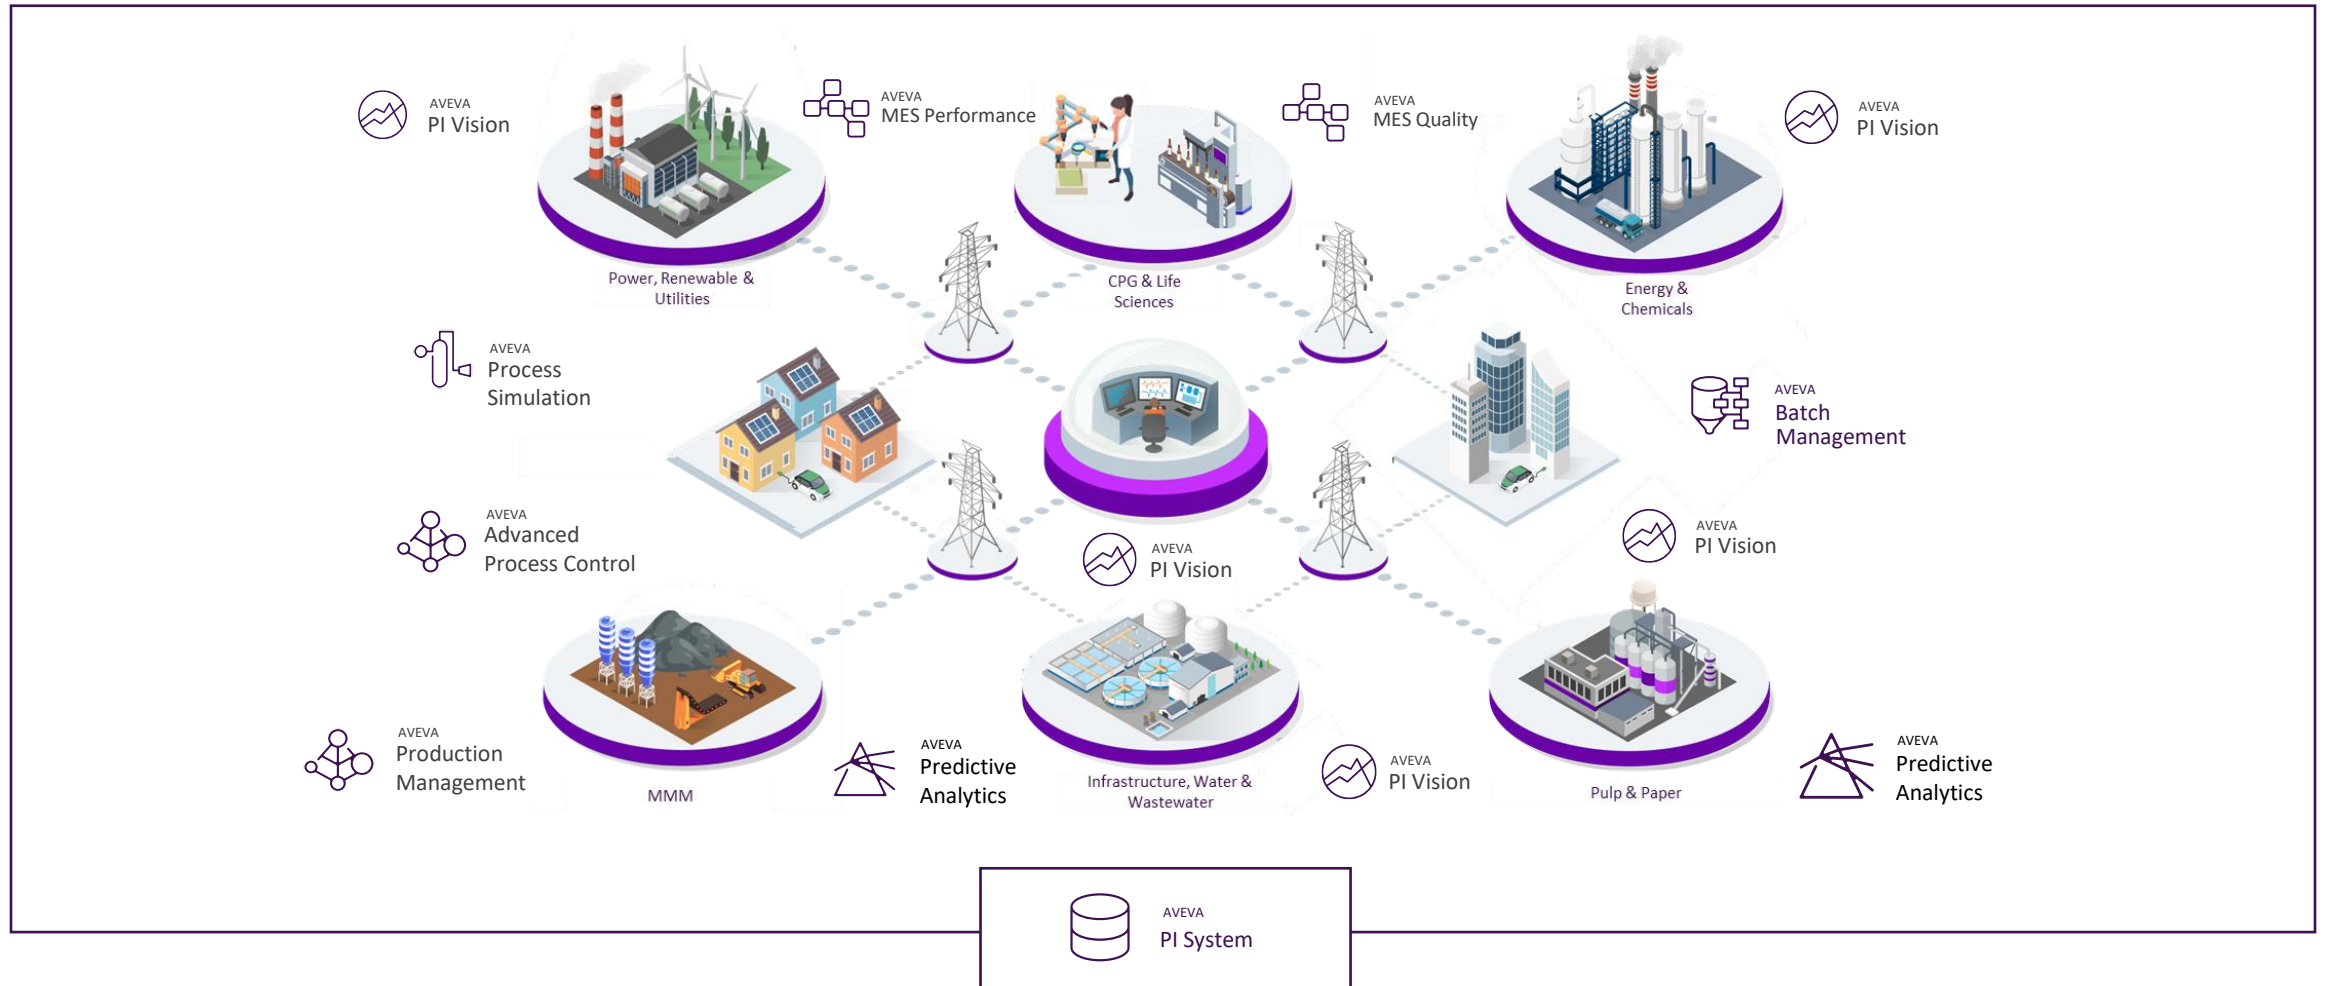 AVEVA
PI Vision
AVEVA
MES Performance
AVEVA
MES Quality
AVEVA
PI Vision
Power, Renewable &
Utilities
CPG & Life
Sciences
Energy &
Chemicals
AVEVA
Process
Simulation
AVEVA
Batch
Management
AVEVA
Advanced
Process Control
AVEVA
PI Vision
AVEVA
PI Vision
AVEVA
Production
Management
MMM
AVEVA
Predictive
Analytics
Infrastructure, Water &
Wastewater
AVEVA
PI Vision
Pulp & Paper
AVEVA
Predictive
Analytics
AVEVA
PI System